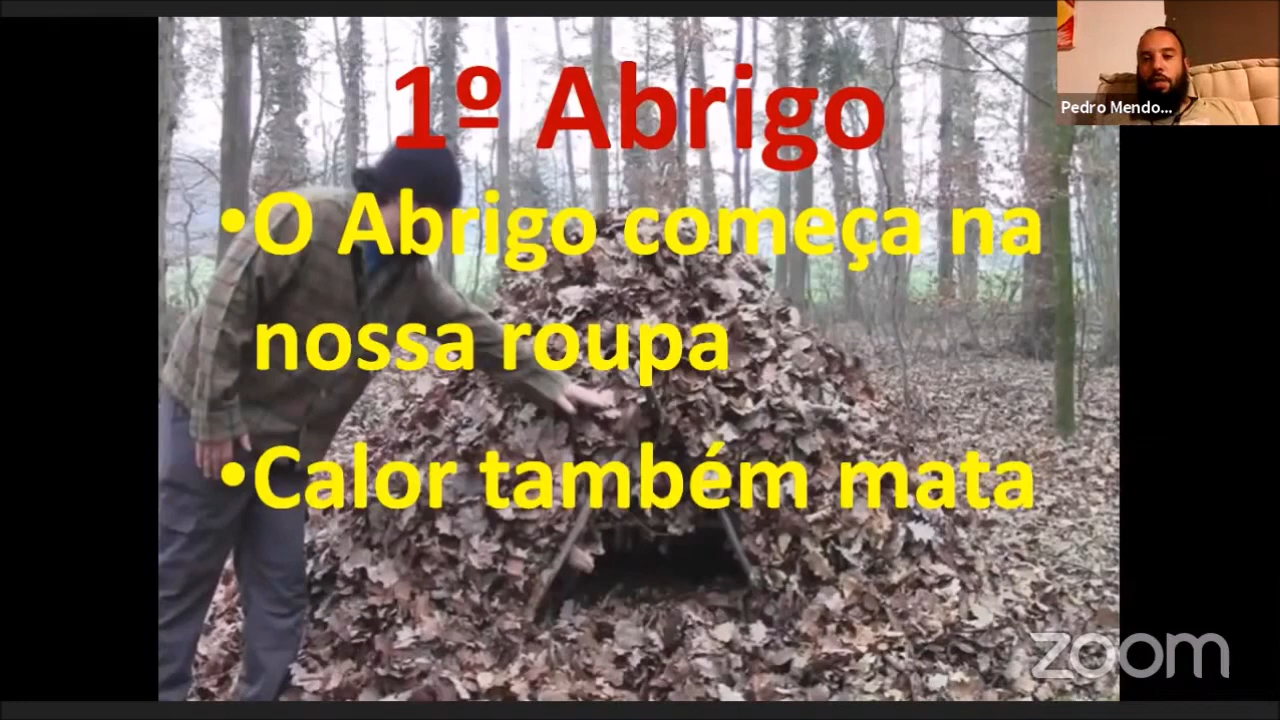 1º Abrigo
•O Abrigo começa na
nossa roupa
•Calor também mata
Pedro Mendo...
zoom